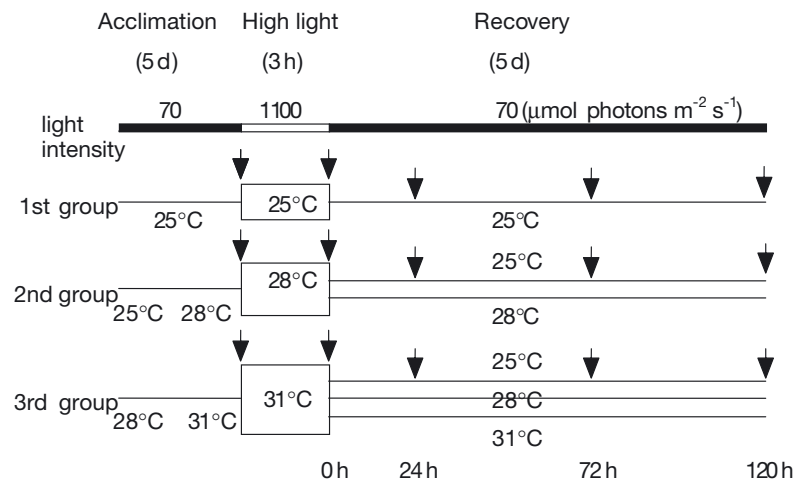 Acclimation High light Recovery
(5 d) (3 h) (5 d)
70 1100 70 (μmol photons m⁻² s⁻¹)
light
intensity
1st group 25°C
25°C 25°C
25°C
2nd group 28°C
25°C 28°C 28°C
25°C
3rd group 31°C 28°C
28°C 31°C 31°C
0 h 24 h 72 h 120 h